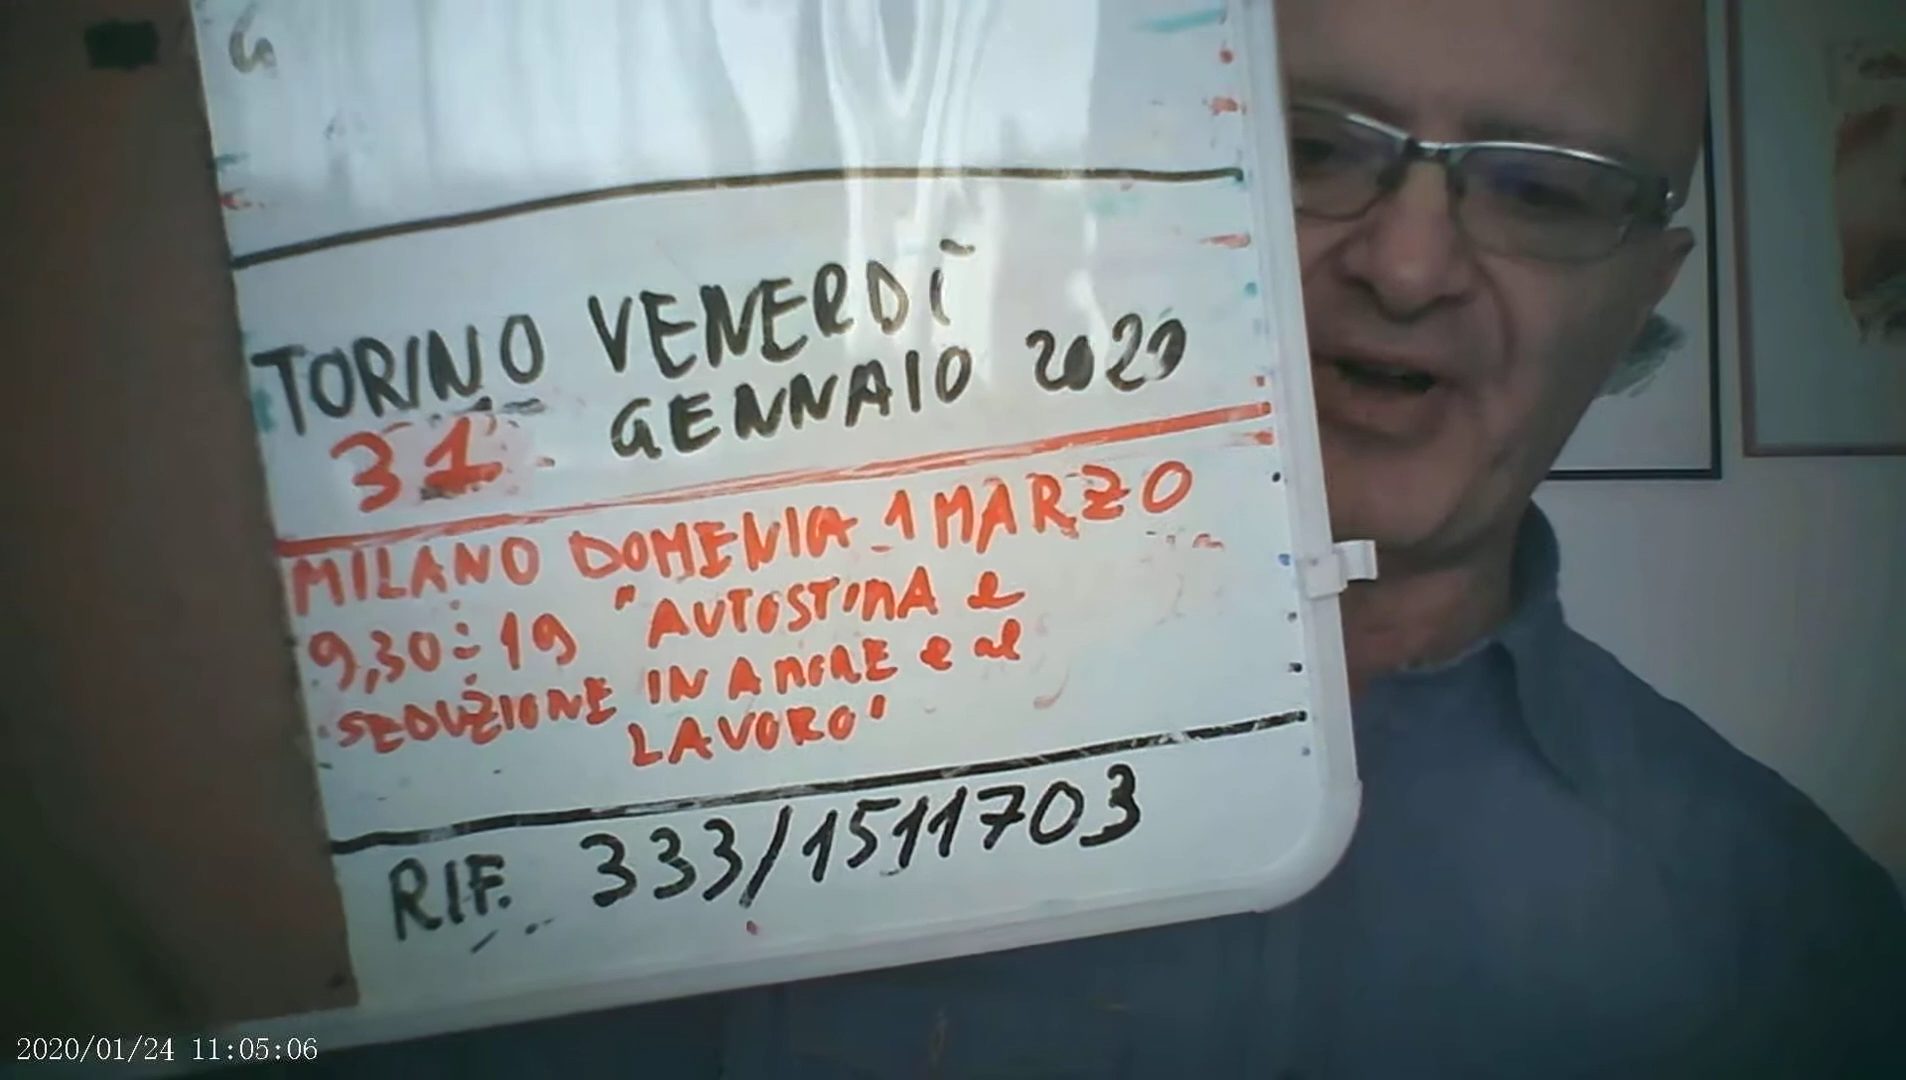 TORINO VENERDÌ
31 GENNAIO 2020
MILANO DOMENIA 1 MARZO
9,30÷19 "AUTOSTIMA e
SEDUZIONE IN AMORE e al
LAVORO"
RIF. 333/1511703
2020/01/24 11:05:06